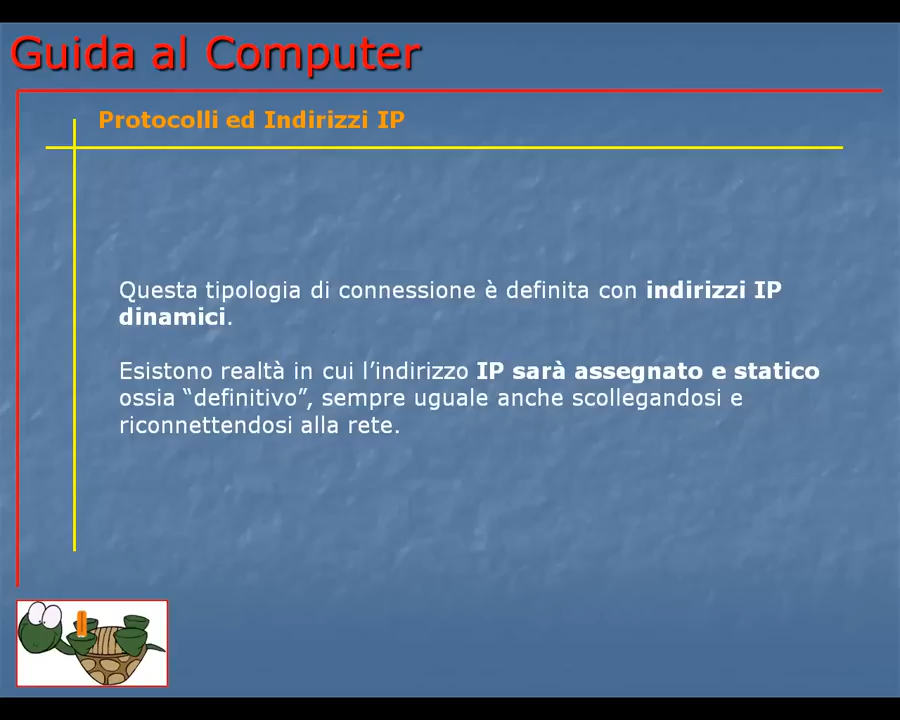 Guida al Computer
Protocolli ed Indirizzi IP
Questa tipologia di connessione è definita con indirizzi IP
dinamici.
Esistono realtà in cui l’indirizzo IP sarà assegnato e statico
ossia “definitivo”, sempre uguale anche scollegandosi e
riconnettendosi alla rete.